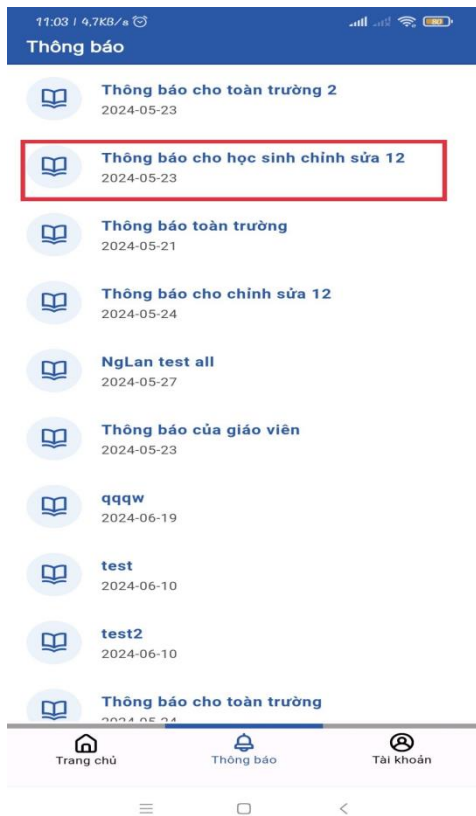 11:03 | 4,7KB/s
80
Thông báo
Thông báo cho toàn trường 2
2024-05-23
Thông báo cho học sinh chỉnh sửa 12
2024-05-23
Thông báo toàn trường
2024-05-21
Thông báo cho chỉnh sửa 12
2024-05-24
NgLan test all
2024-05-27
Thông báo của giáo viên
2024-05-23
qqqw
2024-06-19
test
2024-06-10
test2
2024-06-10
Thông báo cho toàn trường
2024-05-24
Trang chủ
Thông báo
Tài khoản